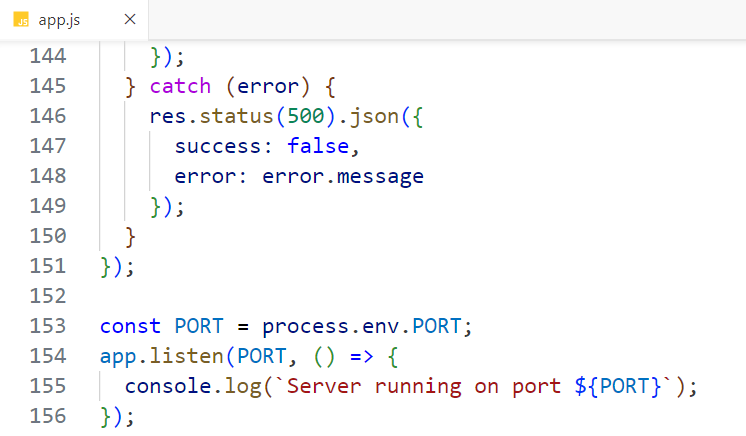 JS app.js ×
144 });
145 } catch (error) {
146 res.status(500).json({
147 success: false,
148 error: error.message
149 });
150 }
151 });
152
153 const PORT = process.env.PORT;
154 app.listen(PORT, () => {
155 console.log(`Server running on port ${PORT}`);
156 });